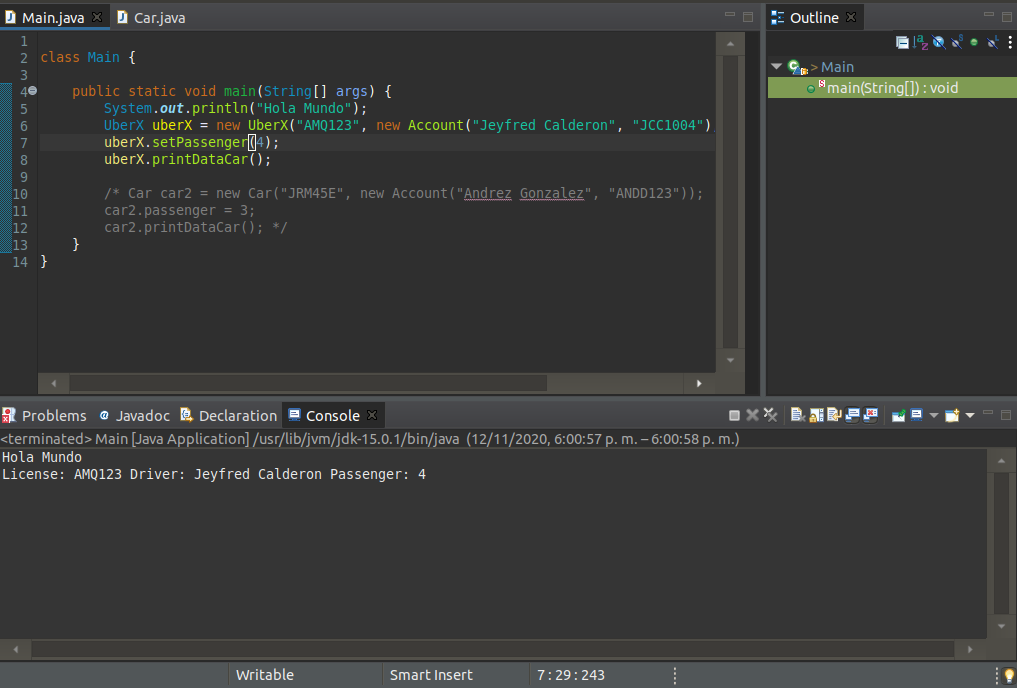 Main.java Car.java
Outline
1
2 class Main {
3
4 public static void main(String[] args) {
5 System.out.println("Hola Mundo");
6 UberX uberX = new UberX("AMQ123", new Account("Jeyfred Calderon", "JCC1004")
7 uberX.setPassenger(4);
8 uberX.printDataCar();
9
10 /* Car car2 = new Car("JRM45E", new Account("Andrez Gonzalez", "ANDD123"));
11 car2.passenger = 3;
12 car2.printDataCar(); */
13 }
14 }
> Main
main(String[]) : void
Problems @ Javadoc Declaration Console
<terminated> Main [Java Application] /usr/lib/jvm/jdk-15.0.1/bin/java (12/11/2020, 6:00:57 p. m. – 6:00:58 p. m.)
Hola Mundo
License: AMQ123 Driver: Jeyfred Calderon Passenger: 4
Writable Smart Insert 7 : 29 : 243